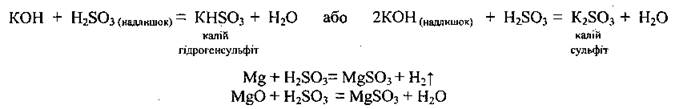 KOH + H₂SO₃ (надлишок) = KHSO₃ + H₂O або 2KOH (надлишок) + H₂SO₃ = K₂SO₃ + H₂O
калій калій
гідрогенсульфіт сульфіт
Mg + H₂SO₃ = MgSO₃ + H₂↑
MgO + H₂SO₃ = MgSO₃ + H₂O